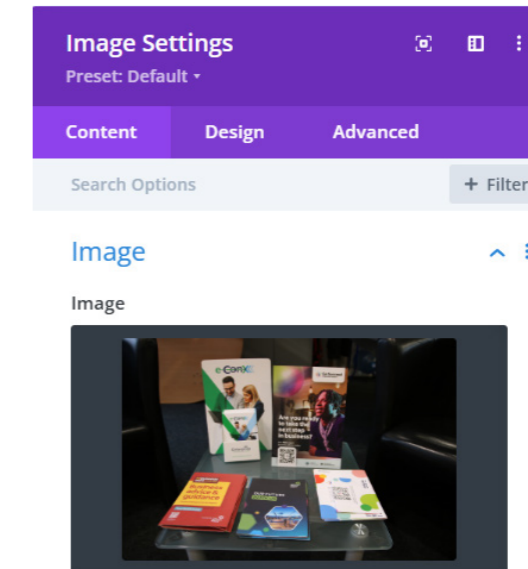 Image Settings
Preset: Default
Content Design Advanced
Search Options
+ Filter
Image
Image
Are you ready
to take the
next step
in business?
Business
advice &
guidance